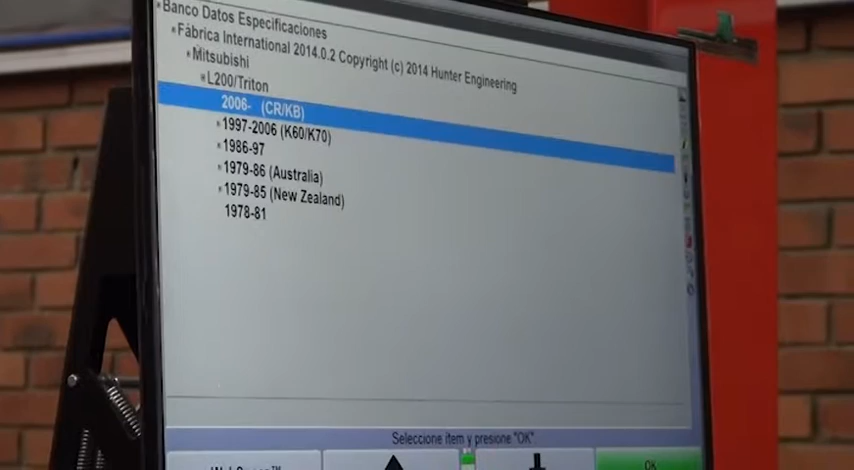 *Banco Datos Especificaciones
*Fábrica International 2014.0.2 Copyright (c) 2014 Hunter Engineering
*Mitsubishi
*L200/Triton
2006- (CR/KB)
*1997-2006 (K60/K70)
*1986-97
*1979-86 (Australia)
*1979-85 (New Zealand)
1978-81
Seleccione ítem y presione "OK"
OK